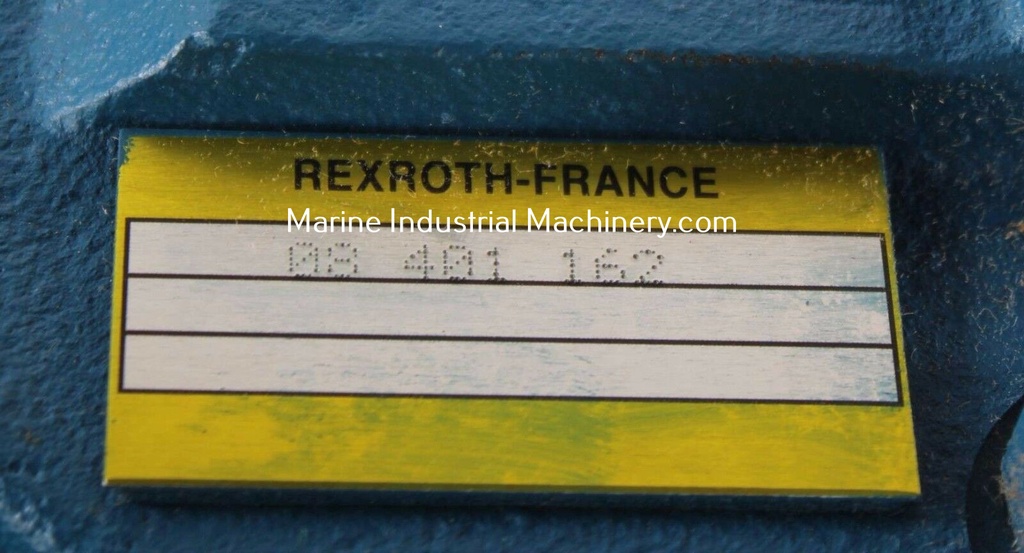 REXROTH-FRANCE
Marine Industrial Machinery.com
08 401 162